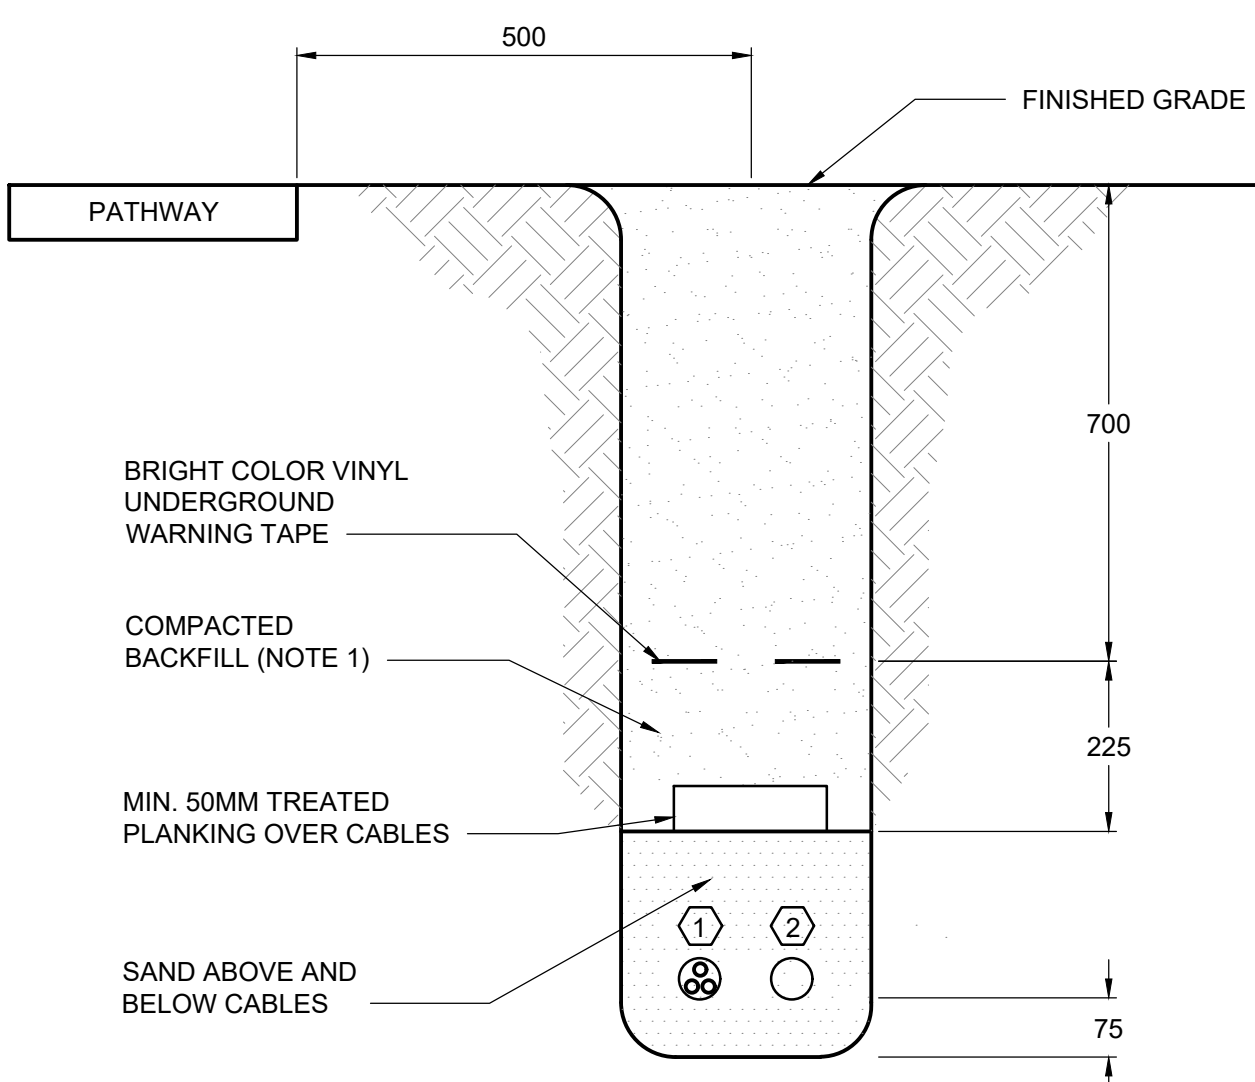 500
FINISHED GRADE
PATHWAY
700
BRIGHT COLOR VINYL
UNDERGROUND
WARNING TAPE
COMPACTED
BACKFILL (NOTE 1)
225
MIN. 50MM TREATED
PLANKING OVER CABLES
1
2
SAND ABOVE AND
BELOW CABLES
75